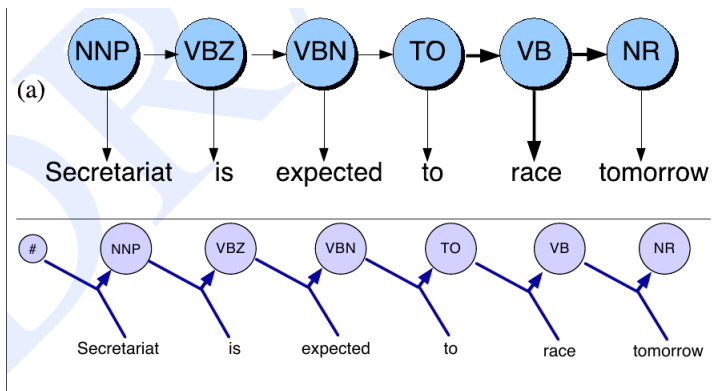 NNP VBZ VBN TO VB NR
(a)
Secretariat is expected to race tomorrow
# NNP VBZ VBN TO VB NR
Secretariat is expected to race tomorrow